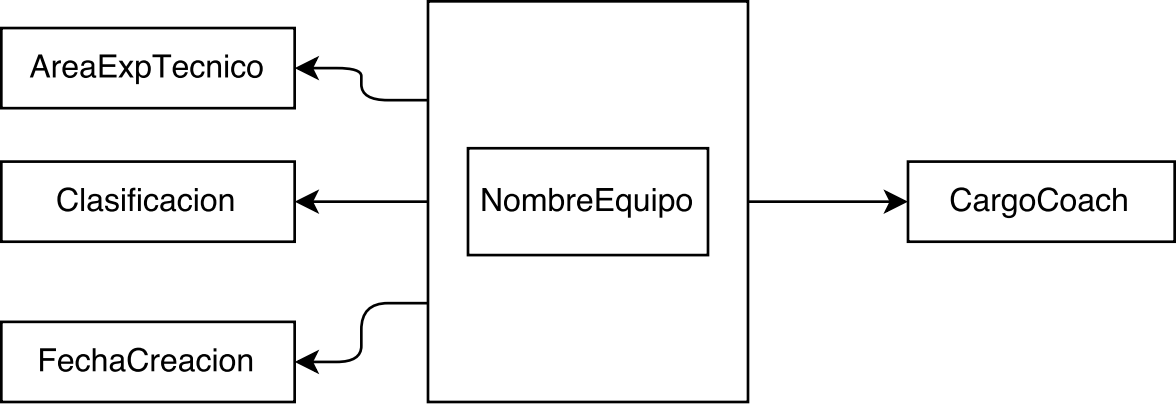 AreaExpTecnico
Clasificacion
FechaCreacion
NombreEquipo
CargoCoach